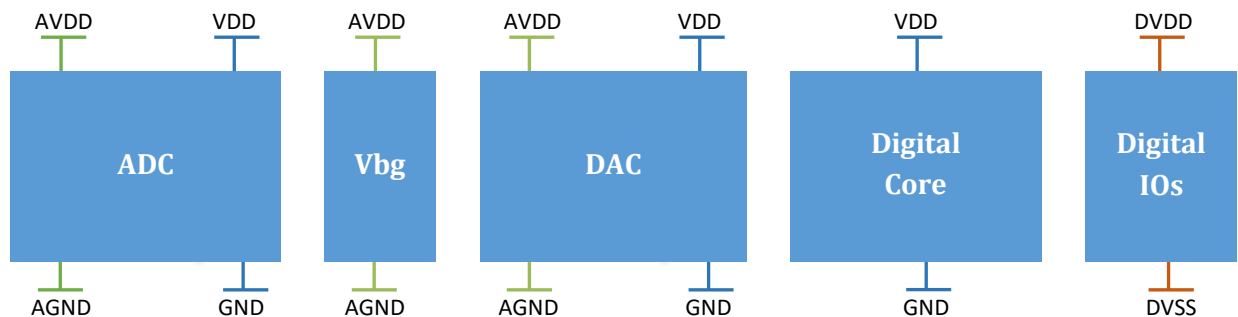 AVDD VDD AVDD AVDD VDD VDD DVDD
ADC
Vbg
DAC
Digital
Core
Digital
IOs
AGND GND AGND AGND GND GND DVSS